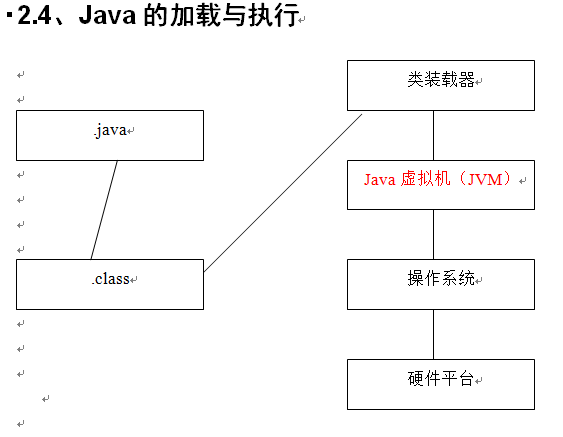 2.4、Java 的加载与执行
.java
.class
类装载器
Java 虚拟机（JVM）
操作系统
硬件平台